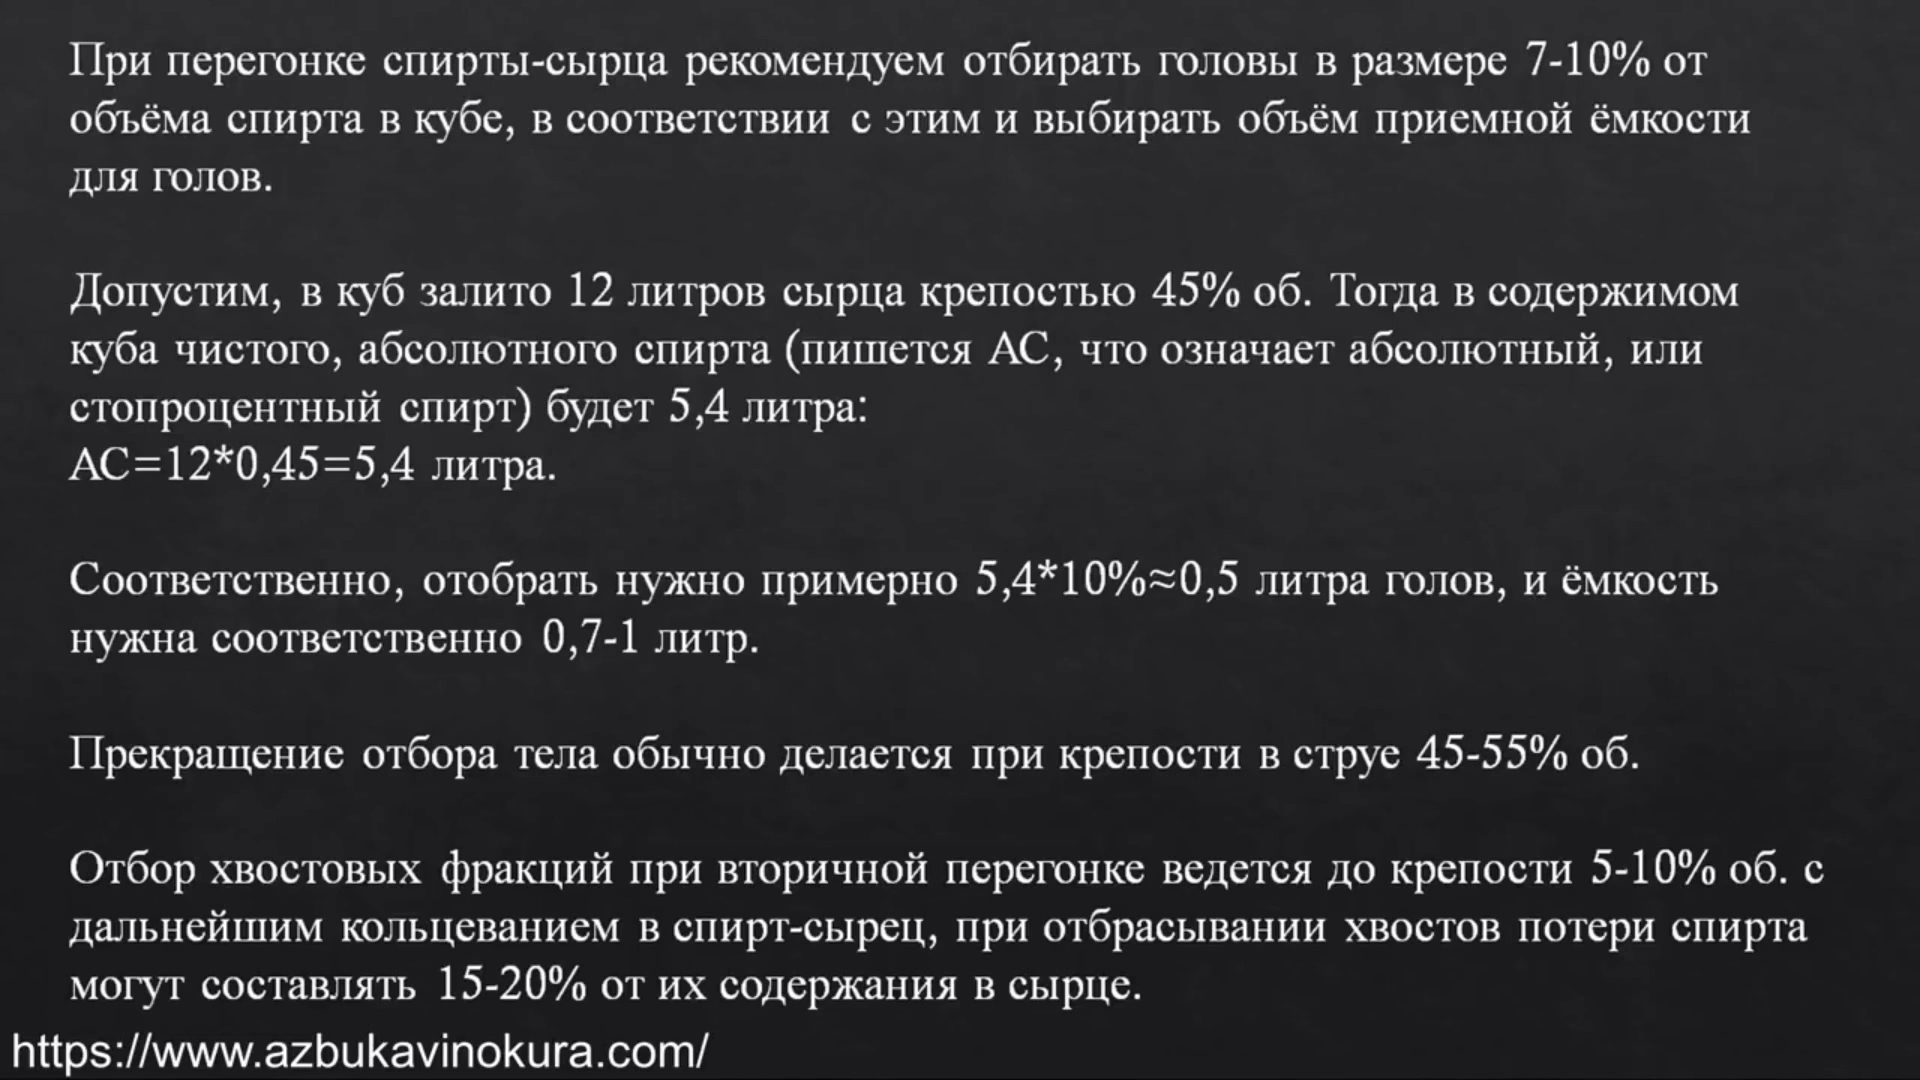 При перегонке спирты-сырца рекомендуем отбирать головы в размере 7-10% от
объёма спирта в кубе, в соответствии с этим и выбирать объём приемной ёмкости
для голов.
Допустим, в куб залито 12 литров сырца крепостью 45% об. Тогда в содержимом
куба чистого, абсолютного спирта (пишется АС, что означает абсолютный, или
стопроцентный спирт) будет 5,4 литра:
АС=12*0,45=5,4 литра.
Соответственно, отобрать нужно примерно 5,4*10%≈0,5 литра голов, и ёмкость
нужна соответственно 0,7-1 литр.
Прекращение отбора тела обычно делается при крепости в струе 45-55% об.
Отбор хвостовых фракций при вторичной перегонке ведется до крепости 5-10% об. с
дальнейшим кольцеванием в спирт-сырец, при отбрасывании хвостов потери спирта
могут составлять 15-20% от их содержания в сырце.
https://www.azbukavinokura.com/